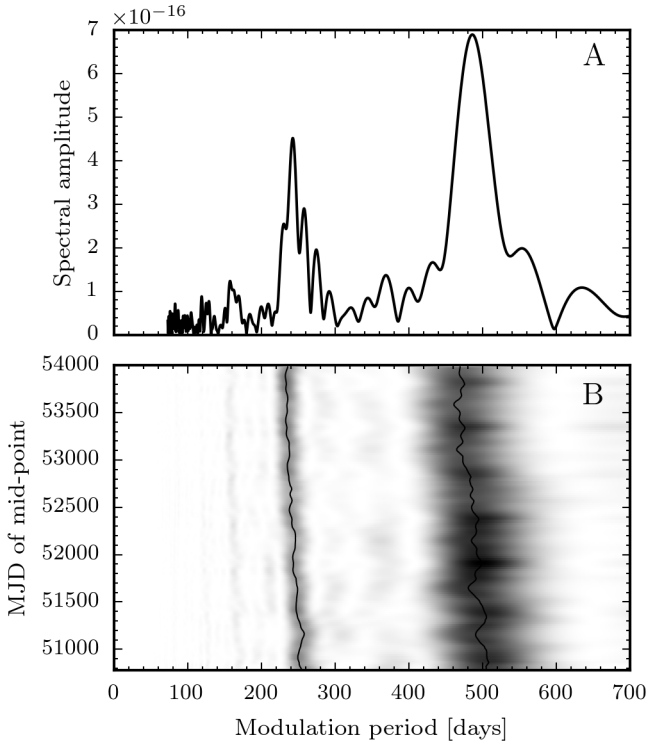 ×10−16
7
A
6
5
4
3
2
1
0
Spectral amplitude
54000
B
53500
53000
52500
52000
51500
51000
MJD of mid-point
0 100 200 300 400 500 600 700
Modulation period [days]